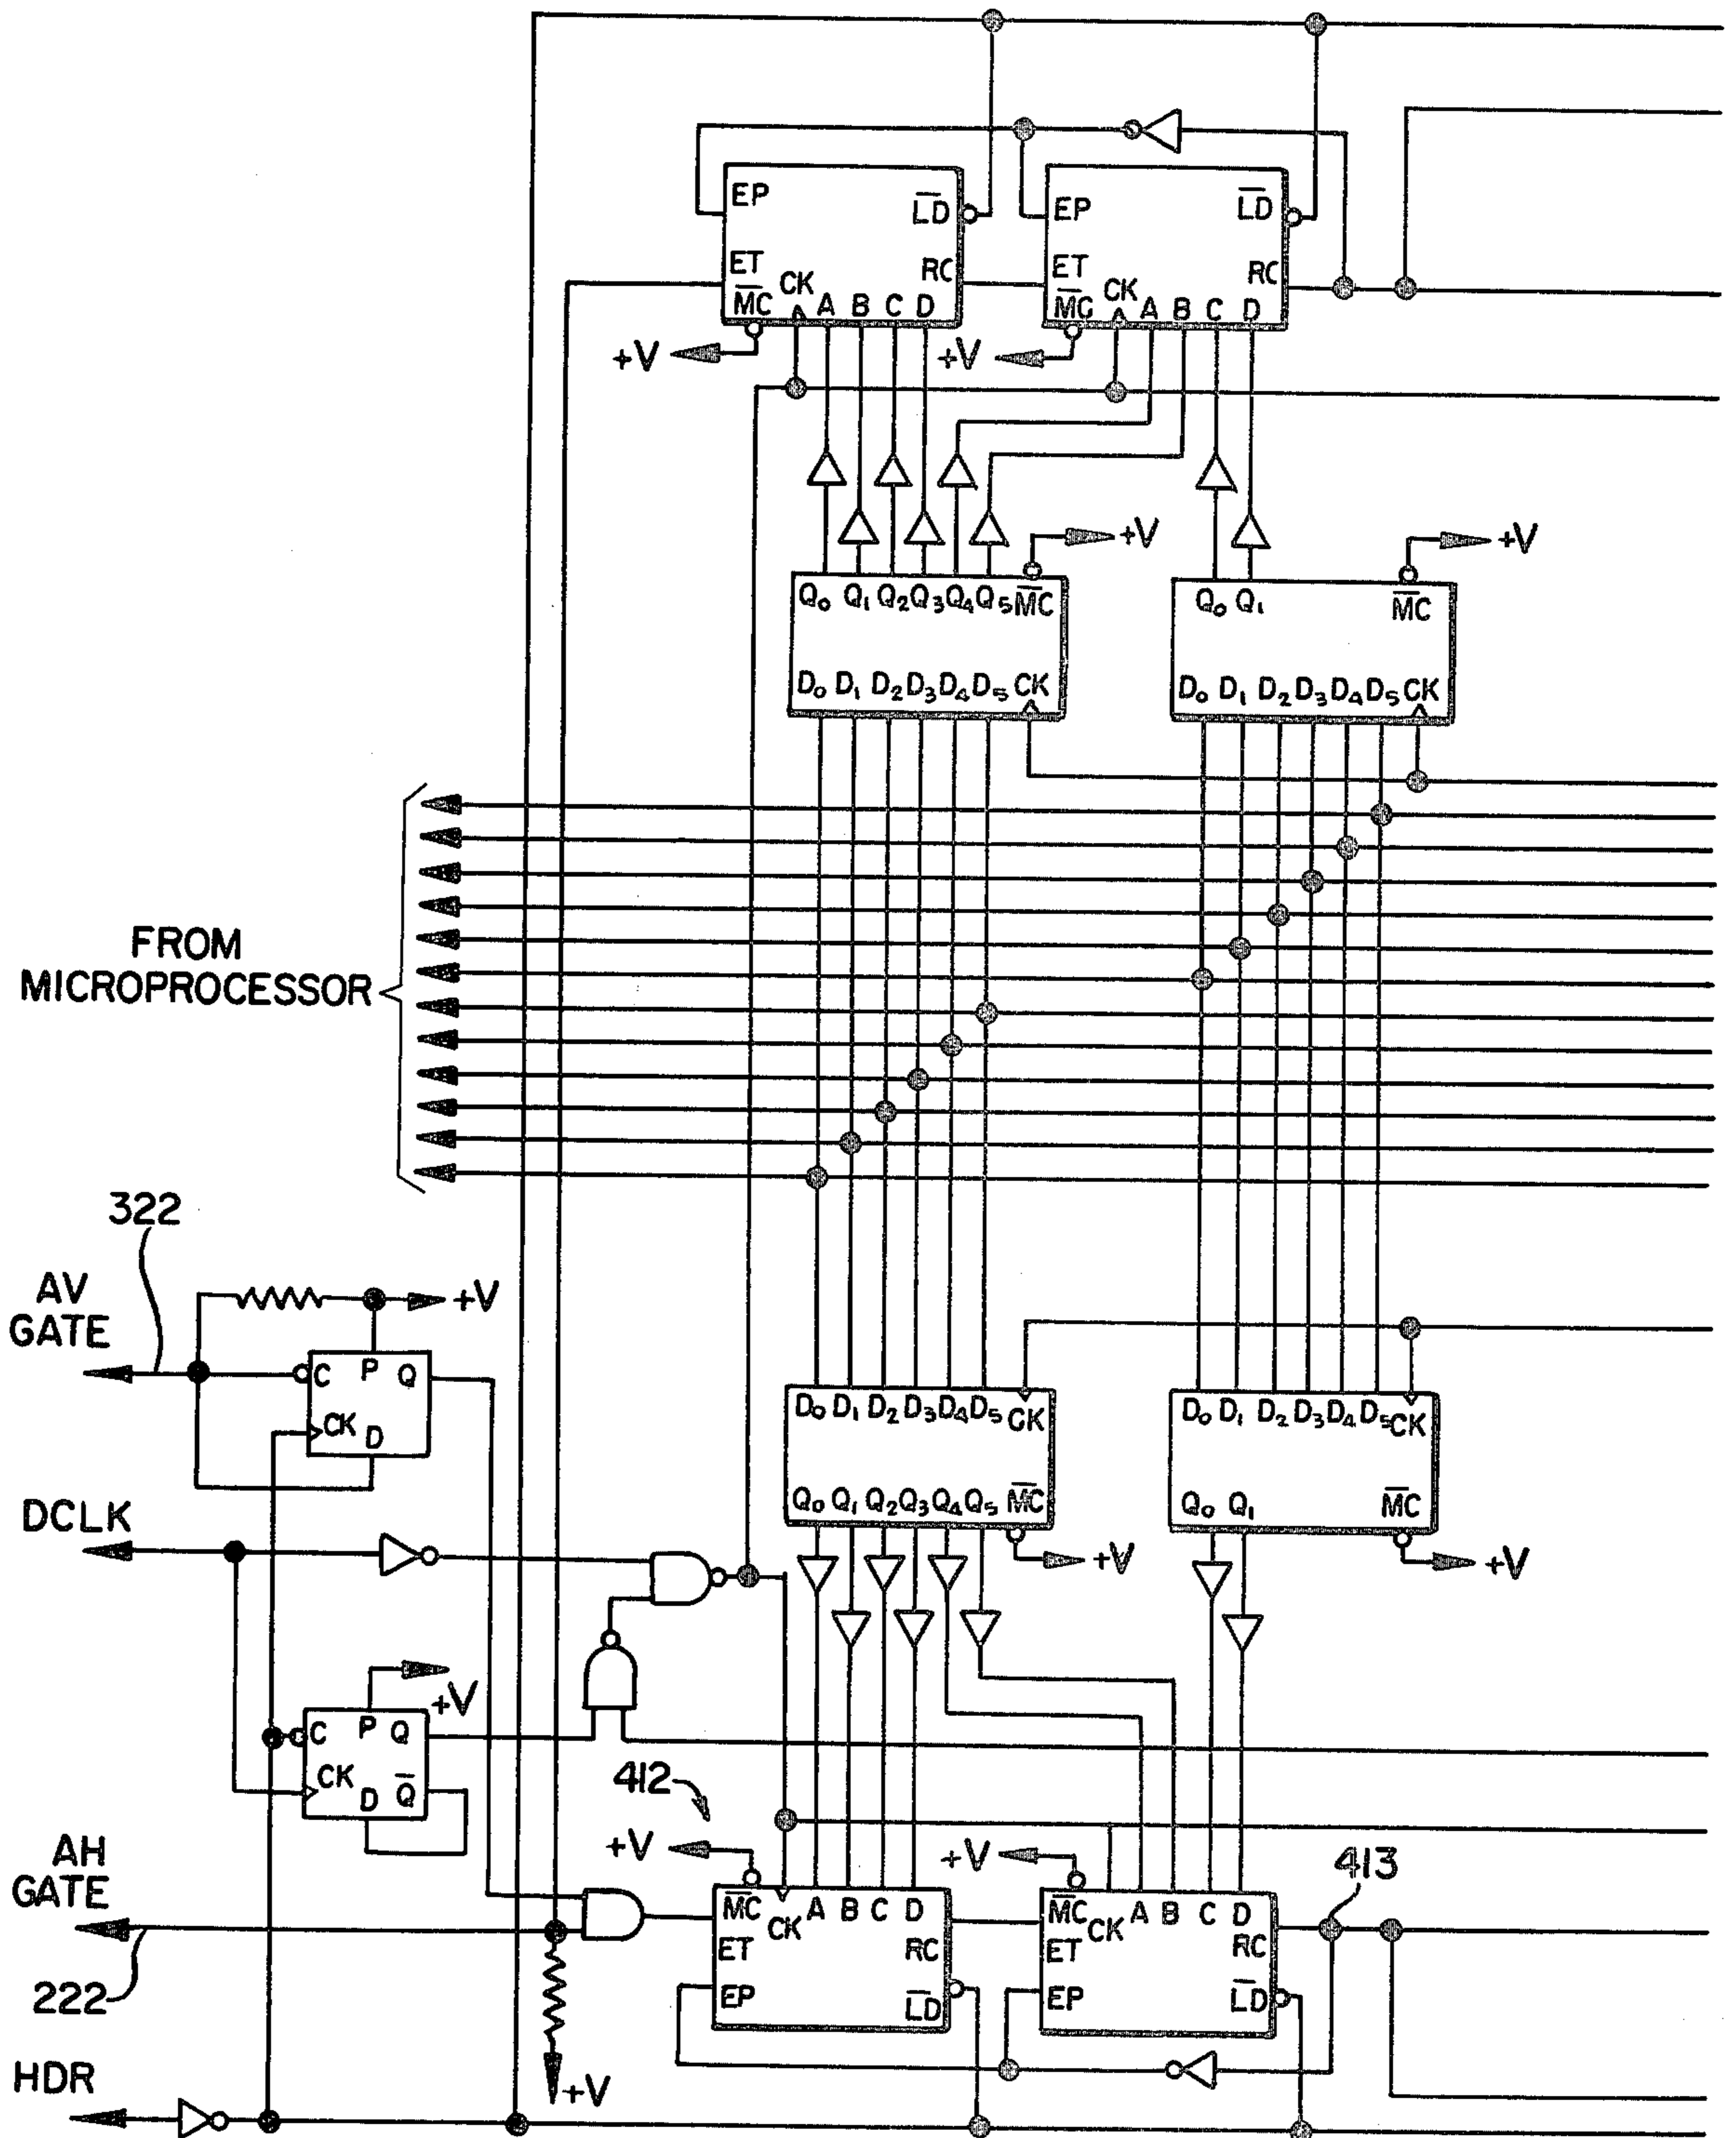 EP
LD
EP
LD
ET
CK
RC
ET
CK
RC
MC
A B C D
MC
A B C D
+V
+V
+V
+V
Q0 Q1 Q2 Q3 Q4 Q5 MC
Q0 Q1
MC
D0 D1 D2 D3 D4 D5 CK
D0 D1 D2 D3 D4 D5 CK
FROM
MICROPROCESSOR
322
AV
GATE
+V
C P Q
CK D
D0 D1 D2 D3 D4 D5 CK
D0 D1 D2 D3 D4 D5 CK
Q0 Q1 Q2 Q3 Q4 Q5 MC
Q0 Q1
MC
DCLK
+V
+V
+V
C P Q
CK D Q
412
+V
+V
413
AH
GATE
MC CK A B C D
ET
RC
EP
LD
MC CK A B C D
ET
RC
EP
LD
222
+V
HDR